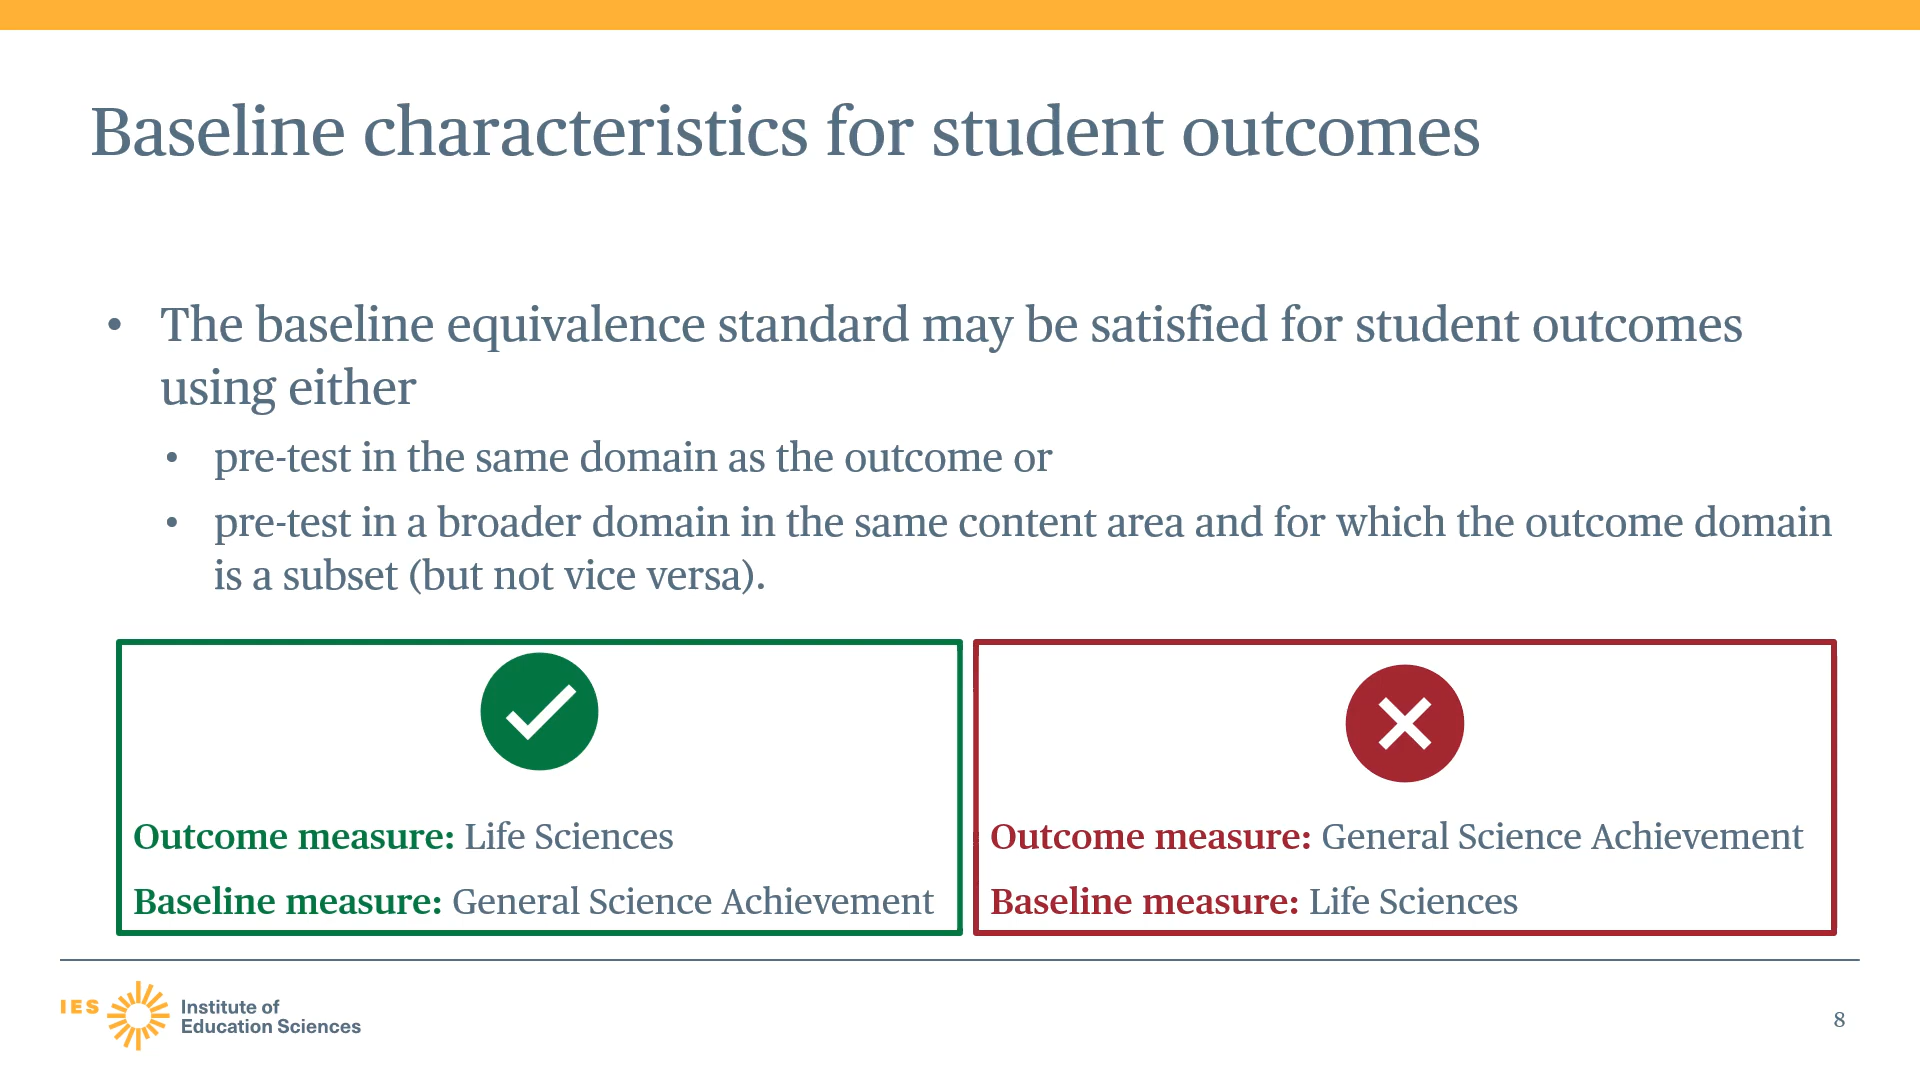 Baseline characteristics for student outcomes
• The baseline equivalence standard may be satisfied for student outcomes
using either
• pre-test in the same domain as the outcome or
• pre-test in a broader domain in the same content area and for which the outcome domain
is a subset (but not vice versa).
Outcome measure: Life Sciences
Baseline measure: General Science Achievement
Outcome measure: General Science Achievement
Baseline measure: Life Sciences
IES
Institute of
Education Sciences
8